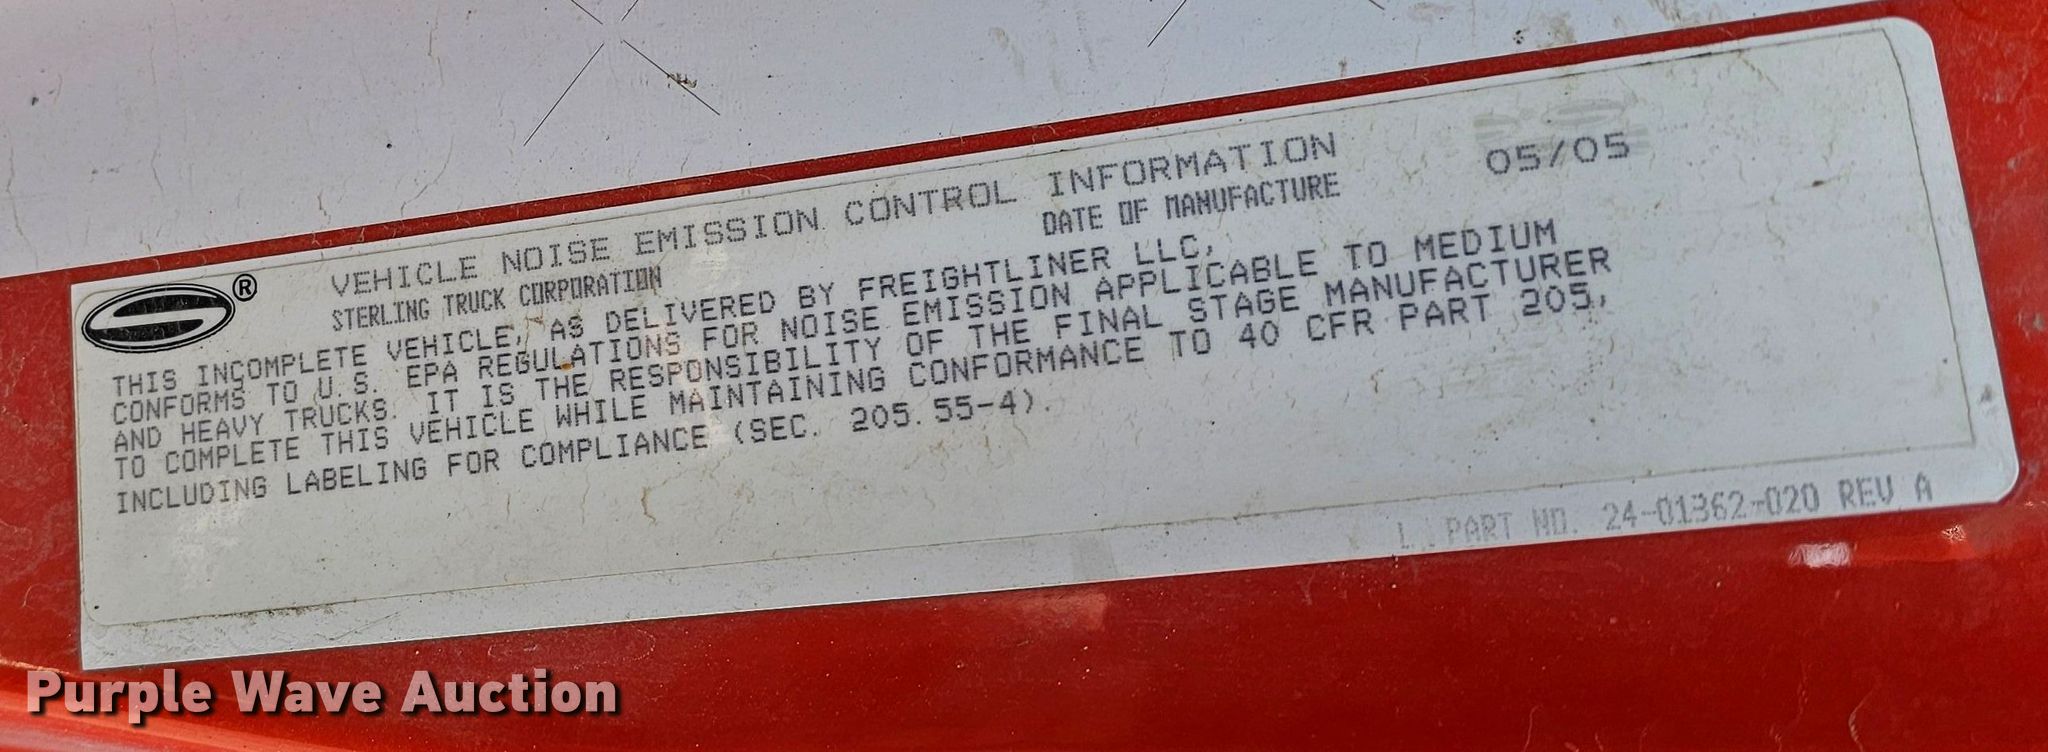 VEHICLE NOISE EMISSION CONTROL INFORMATION
STERLING TRUCK CORPORATION DATE OF MANUFACTURE 05/05
THIS INCOMPLETE VEHICLE, AS DELIVERED BY FREIGHTLINER LLC,
CONFORMS TO U.S. EPA REGULATIONS FOR NOISE EMISSION APPLICABLE TO MEDIUM
AND HEAVY TRUCKS. IT IS THE RESPONSIBILITY OF THE FINAL STAGE MANUFACTURER
TO COMPLETE THIS VEHICLE WHILE MAINTAINING CONFORMANCE TO 40 CFR PART 205,
INCLUDING LABELING FOR COMPLIANCE (SEC. 205.55-4).
PART NO. 24-01362-020 REV A
Purple Wave Auction